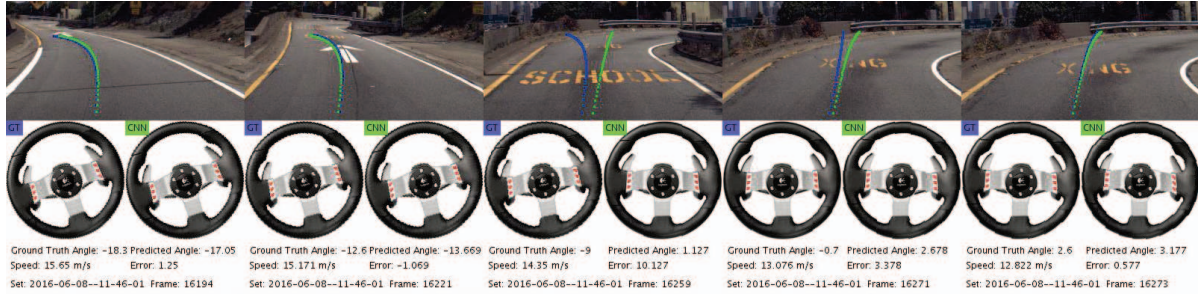 SCHOOL
XING
XING
GT CNN GT CNN GT CNN GT CNN GT CNN
Ground Truth Angle: -18.3 Predicted Angle: -17.05
Speed: 15.65 m/s Error: 1.25
Set: 2016-06-08--11-46-01 Frame: 16194
Ground Truth Angle: -12.6 Predicted Angle: -13.669
Speed: 15.171 m/s Error: -1.069
Set: 2016-06-08--11-46-01 Frame: 16221
Ground Truth Angle: -9 Predicted Angle: 1.127
Speed: 14.35 m/s Error: 10.127
Set: 2016-06-08--11-46-01 Frame: 16259
Ground Truth Angle: -0.7 Predicted Angle: 2.678
Speed: 13.076 m/s Error: 3.378
Set: 2016-06-08--11-46-01 Frame: 16271
Ground Truth Angle: 2.6 Predicted Angle: 3.177
Speed: 12.822 m/s Error: 0.577
Set: 2016-06-08--11-46-01 Frame: 16273